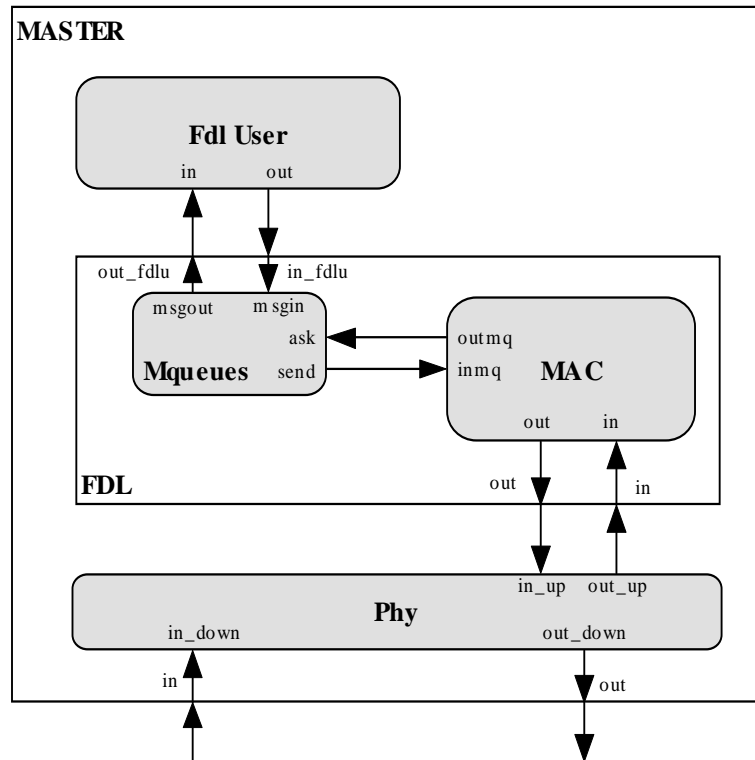 MASTER
Fdl User
in out
out_fdlu in_fdlu
msgout msgin
ask outmq
Mqueues send inmq MAC
out in
FDL out in
in_up out_up
Phy
in_down out_down
in out